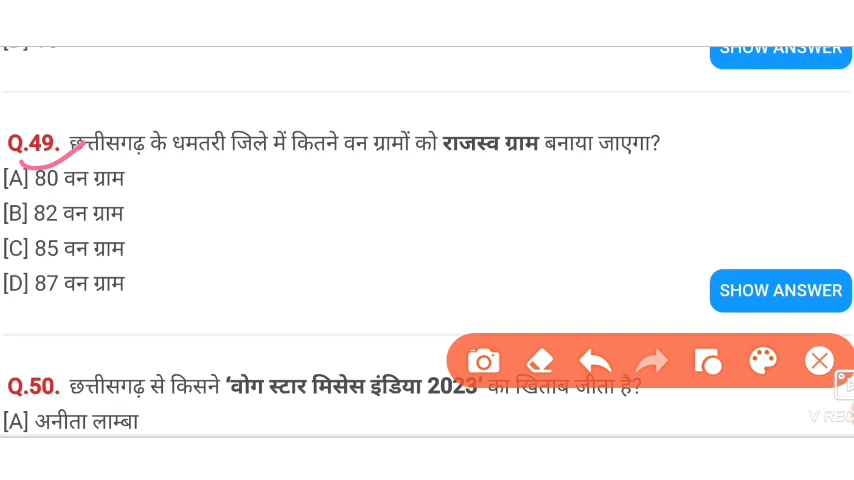 SHOW ANSWER
Q.49. छत्तीसगढ़ के धमतरी जिले में कितने वन ग्रामों को राजस्व ग्राम बनाया जाएगा?
[A] 80 वन ग्राम
[B] 82 वन ग्राम
[C] 85 वन ग्राम
[D] 87 वन ग्राम
SHOW ANSWER
Q.50. छत्तीसगढ़ से किसने ‘वोग स्टार मिसेस इंडिया 2023’ का खिताब जीता है?
[A] अनीता लाम्बा
V REC